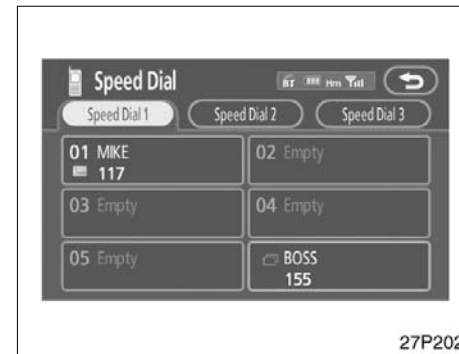 Speed Dial
BT Hm
Speed Dial 1 Speed Dial 2 Speed Dial 3
01 MIKE 02 Empty
117
03 Empty 04 Empty
05 Empty BOSS
155
27P202